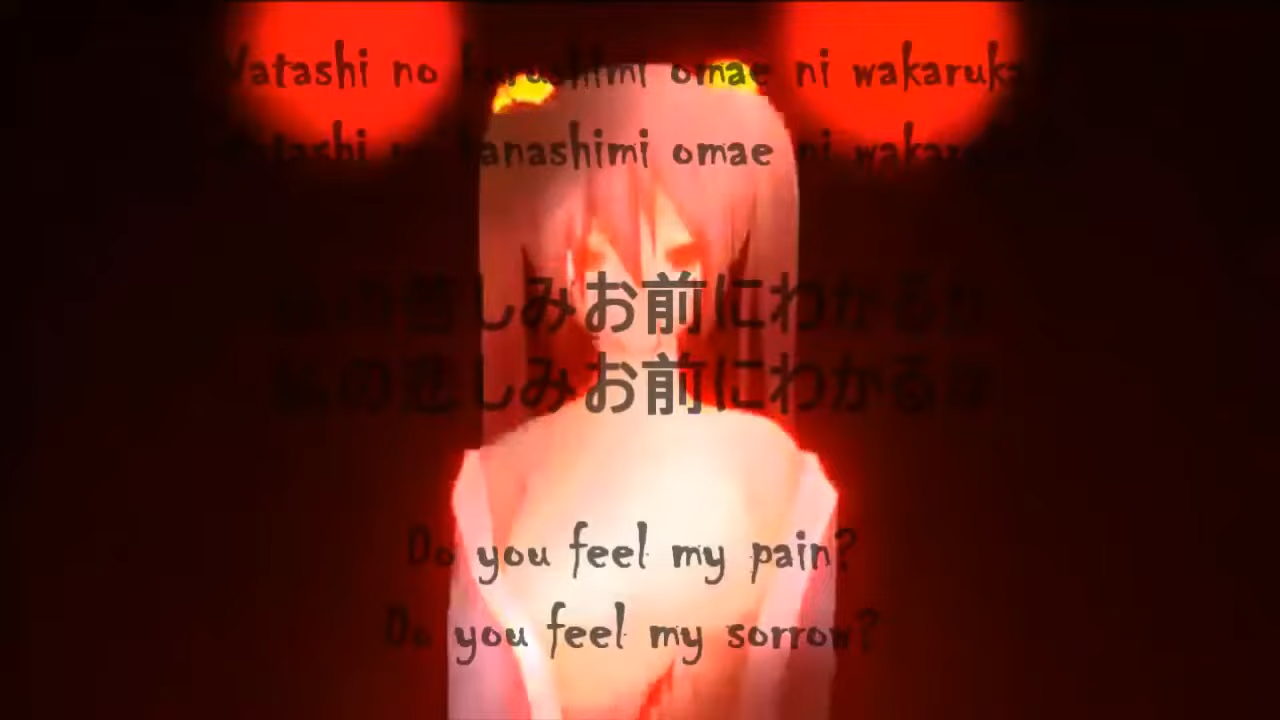 Watashi no kurushimi omae ni wakaruka
Watashi no kanashimi omae ni wakaruka
私の苦しみお前にわかるか
私の悲しみお前にわかるか
Do you feel my pain?
Do you feel my sorrow?